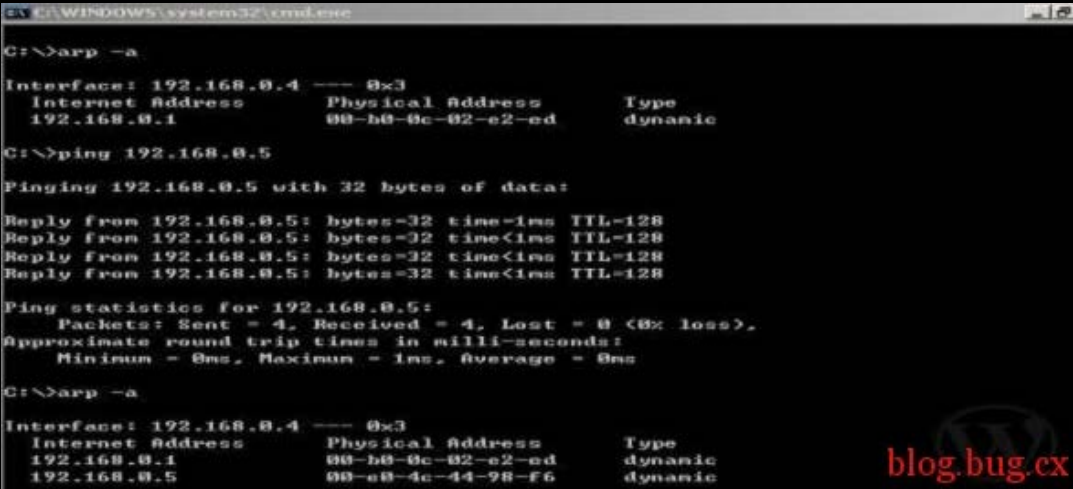 C:\WINDOWS\system32\cmd.exe
C:\>arp -a
Interface: 192.168.0.4 --- 0x3
Internet Address Physical Address Type
192.168.0.1 00-b0-0c-02-e2-ed dynamic
C:\>ping 192.168.0.5
Pinging 192.168.0.5 with 32 bytes of data:
Reply from 192.168.0.5: bytes=32 time=1ms TTL=128
Reply from 192.168.0.5: bytes=32 time<1ms TTL=128
Reply from 192.168.0.5: bytes=32 time<1ms TTL=128
Reply from 192.168.0.5: bytes=32 time<1ms TTL=128
Ping statistics for 192.168.0.5:
Packets: Sent = 4, Received = 4, Lost = 0 (0% loss),
Approximate round trip times in milli-seconds:
Minimum = 0ms, Maximum = 1ms, Average = 0ms
C:\>arp -a
Interface: 192.168.0.4 --- 0x3
Internet Address Physical Address Type
192.168.0.1 00-b0-0c-02-e2-ed dynamic
192.168.0.5 00-e0-4c-44-98-f6 dynamic
blog.bug.cx